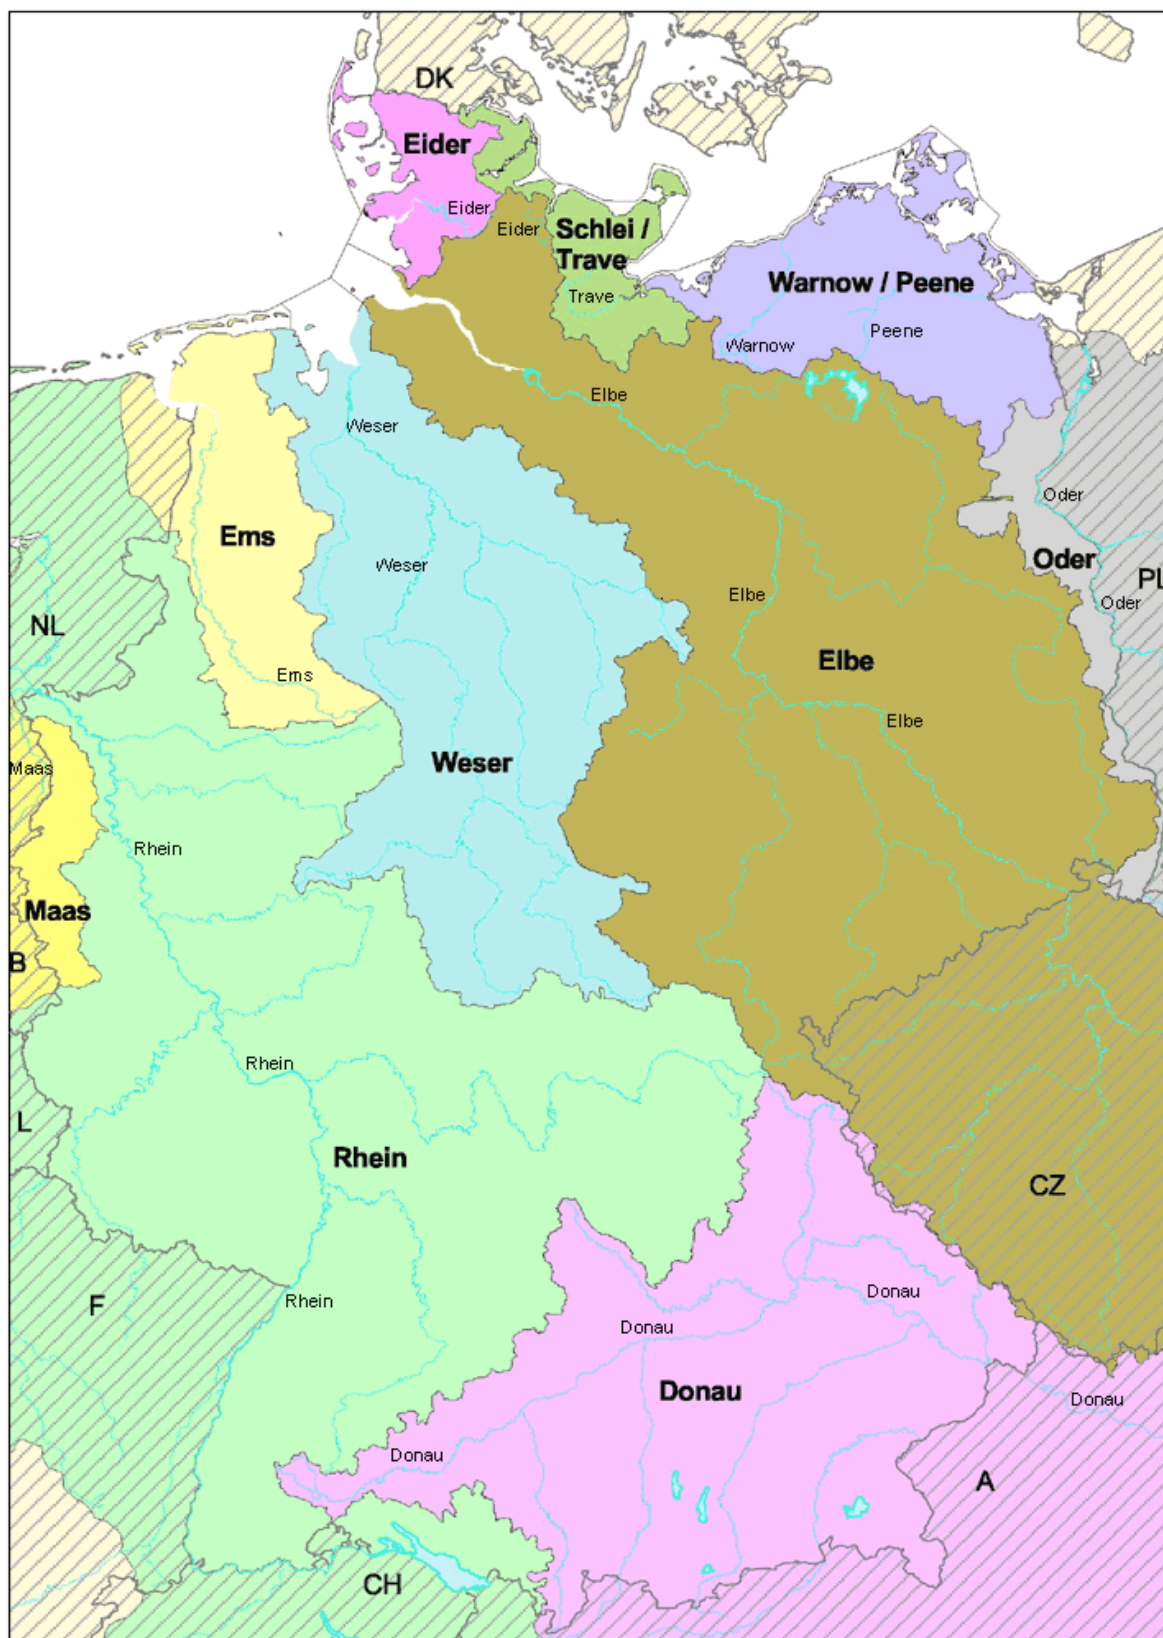 DK
Eider
Eider
Eider
Schlei /
Trave
Trave
Warnow / Peene
Warnow
Peene
Elbe
Weser
Oder
Ems
Weser
Oder
PL
Elbe
Oder
NL
Ems
Elbe
Elbe
Weser
Maas
Rhein
Maas
B
Rhein
L
Rhein
CZ
F
Rhein
Donau
Donau
Donau
Donau
Donau
A
CH